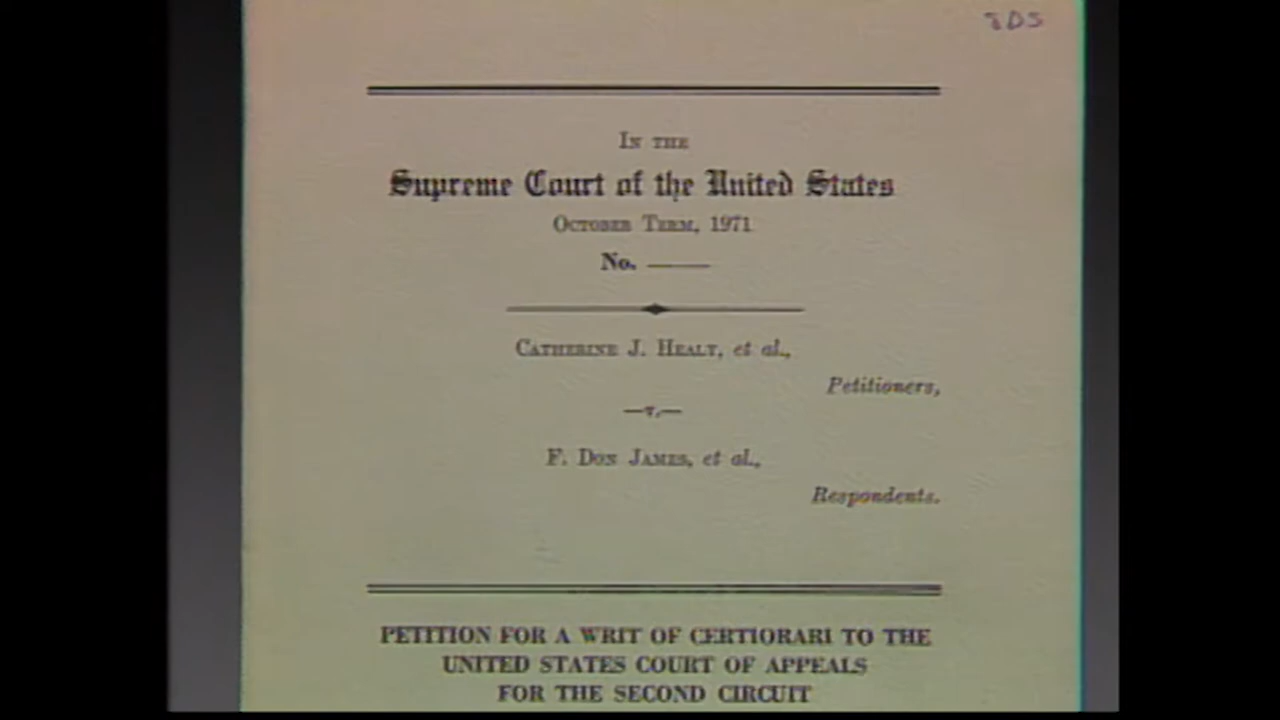 IN THE
Supreme Court of the United States
OCTOBER TERM, 1971
No. ——
CATHERINE J. HEALY, et al.,
Petitioners,
—v.—
F. DON JAMES, et al.,
Respondents.
PETITION FOR A WRIT OF CERTIORARI TO THE
UNITED STATES COURT OF APPEALS
FOR THE SECOND CIRCUIT